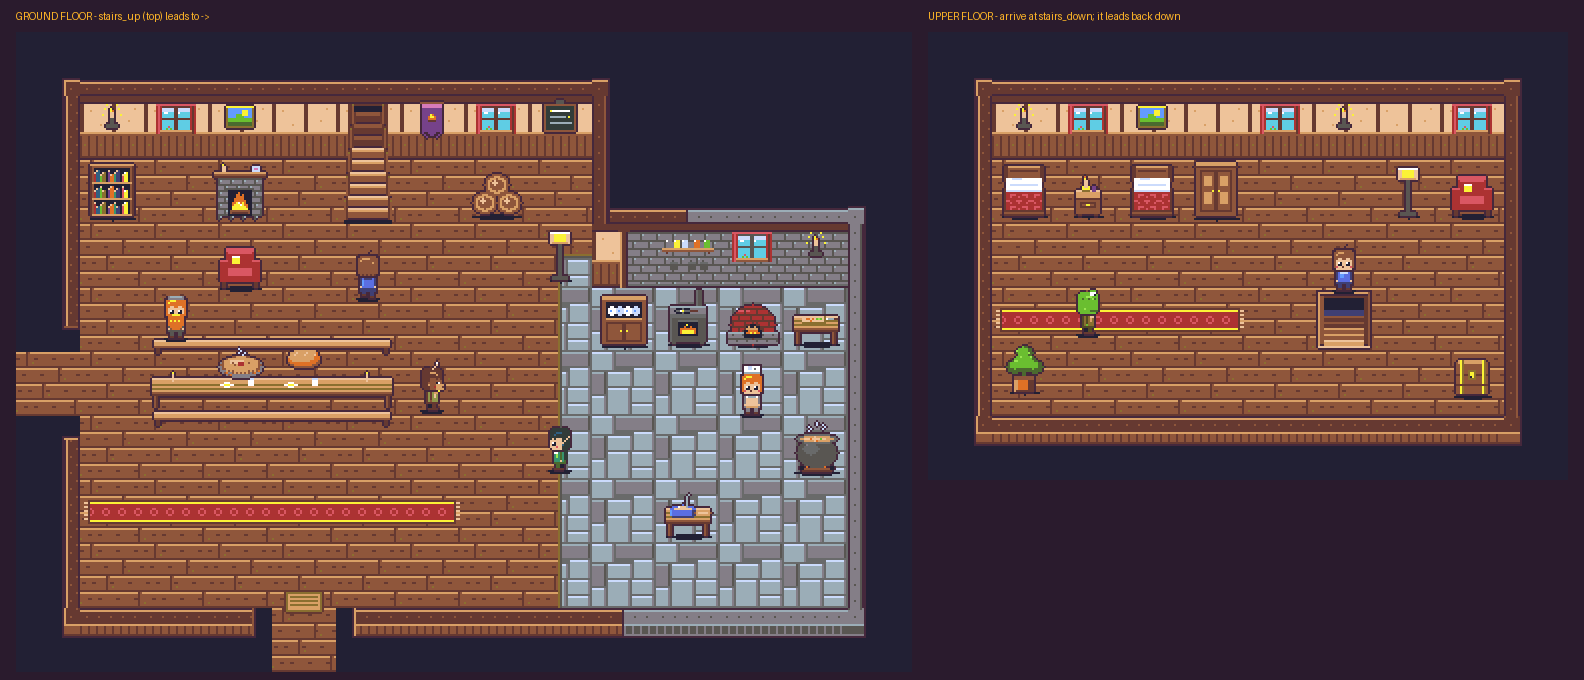 GROUND FLOOR - stairs_up (top) leads to ->
UPPER FLOOR - arrive at stairs_down; it leads back down